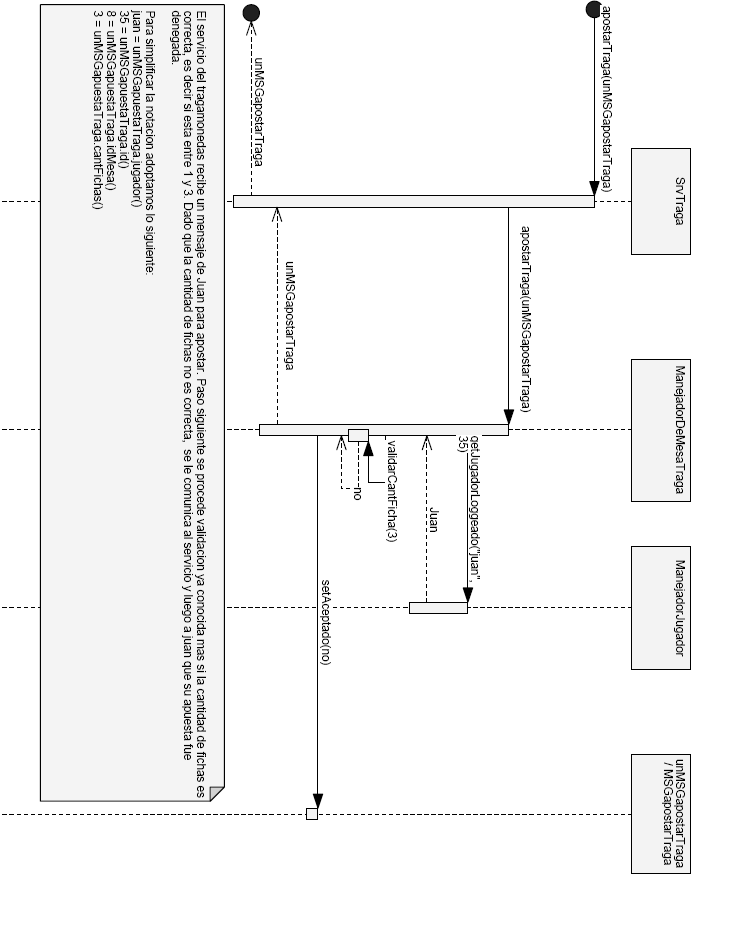 SrvTraga
ManejadorDeMesaTraga
ManejadorJugador
unMSGapostarTraga
/ MSGapostarTraga
apostarTraga(unMSGapostarTraga)
apostarTraga(unMSGapostarTraga)
getJugadorLoggeado("juan",
35)
Juan
validarCantFicha(3)
no
setAceptado(no)
unMSGapostarTraga
unMSGapostarTraga
El servicio del tragamonedas recibe un mensaje de Juan para apostar. Paso siguiente se procede validacion ya conocida mas si la cantidad de fichas es
correcta, es decir si esta entre 1 y 3. Dado que la cantidad de fichas no es correcta, se le comunica al servicio y luego a juan que su apuesta fue
denegada.
Para simplificar la notacion adoptamos lo siguiente:
juan = unMSGapuestaTraga.jugador()
35 = unMSGapuestaTraga.id()
8 = unMSGapuestaTraga.idMesa()
3 = unMSGapuestaTraga.cantFichas()